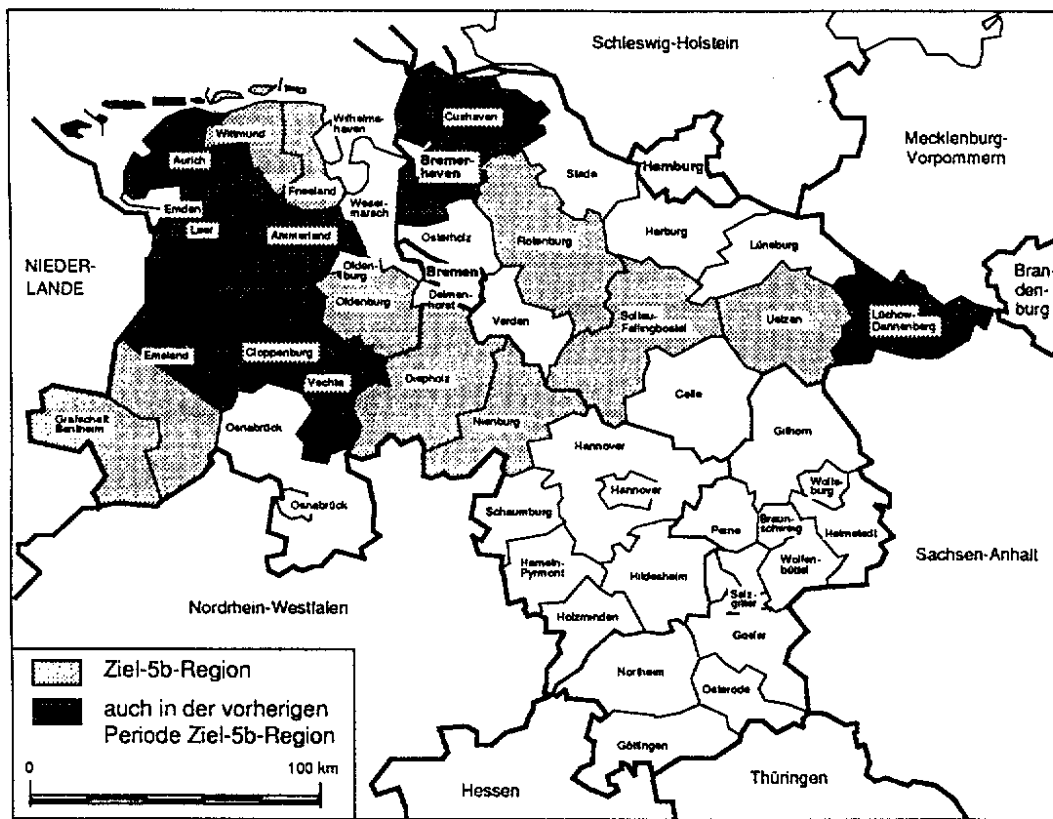 Schleswig-Holstein
Mecklenburg-
Vorpommern
Wilhelms-
haven
Cuxhaven
Wittmund
Bremer-
haven
Hamburg
Aurich
Stade
Friesland
Weser-
marsch
Emden
Leer
Ammerland
Osterholz
Rotenburg
Harburg
Lüneburg
NIEDER-
LANDE
Olden-
burg
Bremen
Bran-
den-
burg
Oldenburg
Delmen-
horst
Verden
Soltau-
Fallingbostel
Uelzen
Lüchow-
Dannenberg
Emsland
Cloppenburg
Vechta
Diepholz
Celle
Grafschaft
Bentheim
Osnabrück
Nienburg
Hannover
Gifhorn
Hannover
Wolfs-
burg
Osnabrück
Schaumburg
Peine
Braun-
schweig
Helmstedt
Sachsen-Anhalt
Hameln-
Pyrmont
Hildesheim
Wolfen-
büttel
Salz-
gitter
Nordrhein-Westfalen
Holzminden
Goslar
Northeim
Osterode
Ziel-5b-Region
auch in der vorherigen
Periode Ziel-5b-Region
Göttingen
0 100 km
Hessen
Thüringen